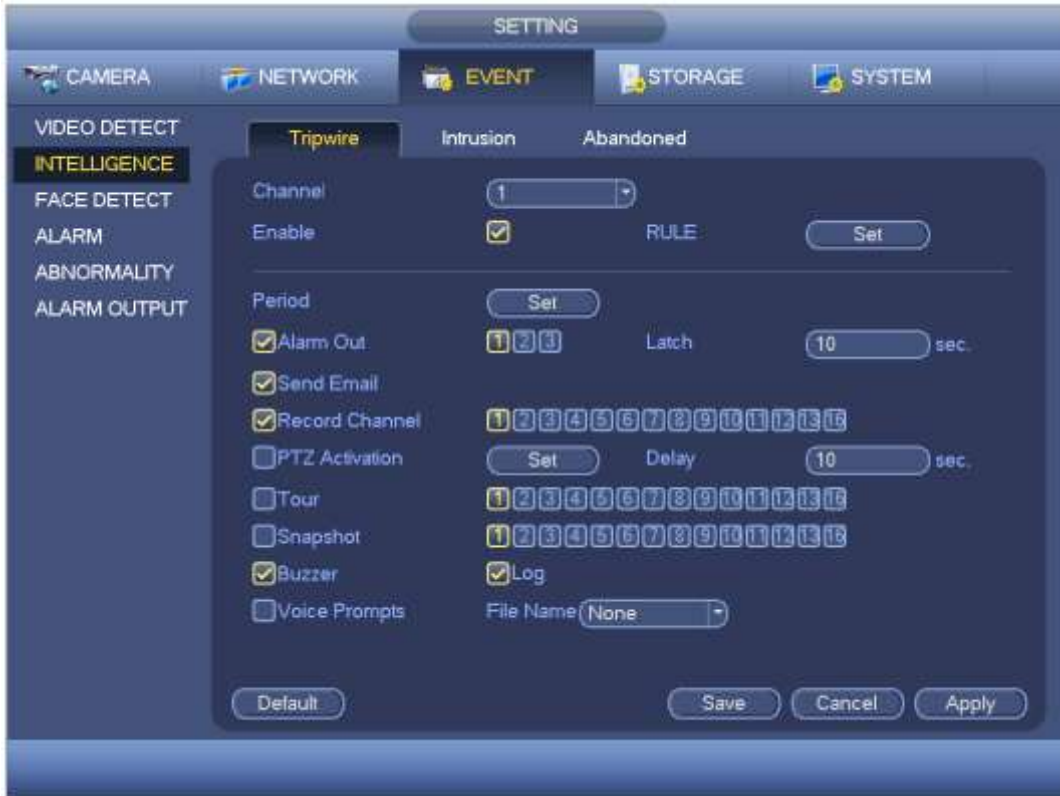 SETTING
CAMERA NETWORK EVENT STORAGE SYSTEM
VIDEO DETECT
INTELLIGENCE
FACE DETECT
ALARM
ABNORMALITY
ALARM OUTPUT
Tripwire Intrusion Abandoned
Channel 1
Enable RULE Set
Period Set
Alarm Out 1 2 3 Latch 10 sec.
Send Email
Record Channel 1 2 3 4 5 6 7 8 9 10 11 12 13 16
PTZ Activation Set Delay 10 sec.
Tour 1 2 3 4 5 6 7 8 9 10 11 12 13 16
Snapshot 1 2 3 4 5 6 7 8 9 10 11 12 13 16
Buzzer Log
Voice Prompts File Name None
Default Save Cancel Apply